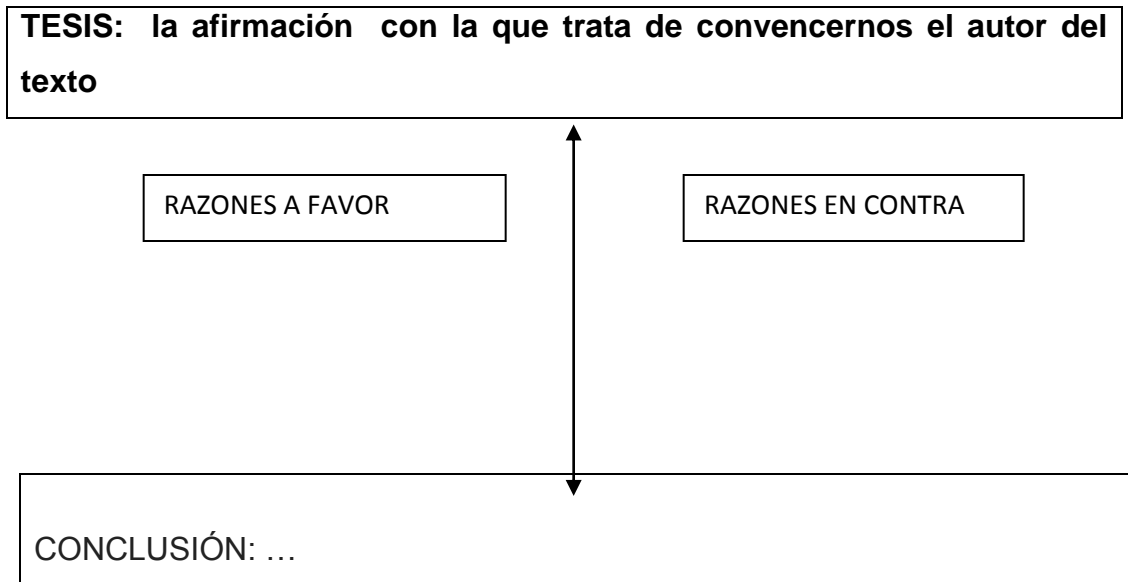 TESIS: la afirmación con la que trata de convencernos el autor del
texto
RAZONES A FAVOR
RAZONES EN CONTRA
CONCLUSIÓN: …